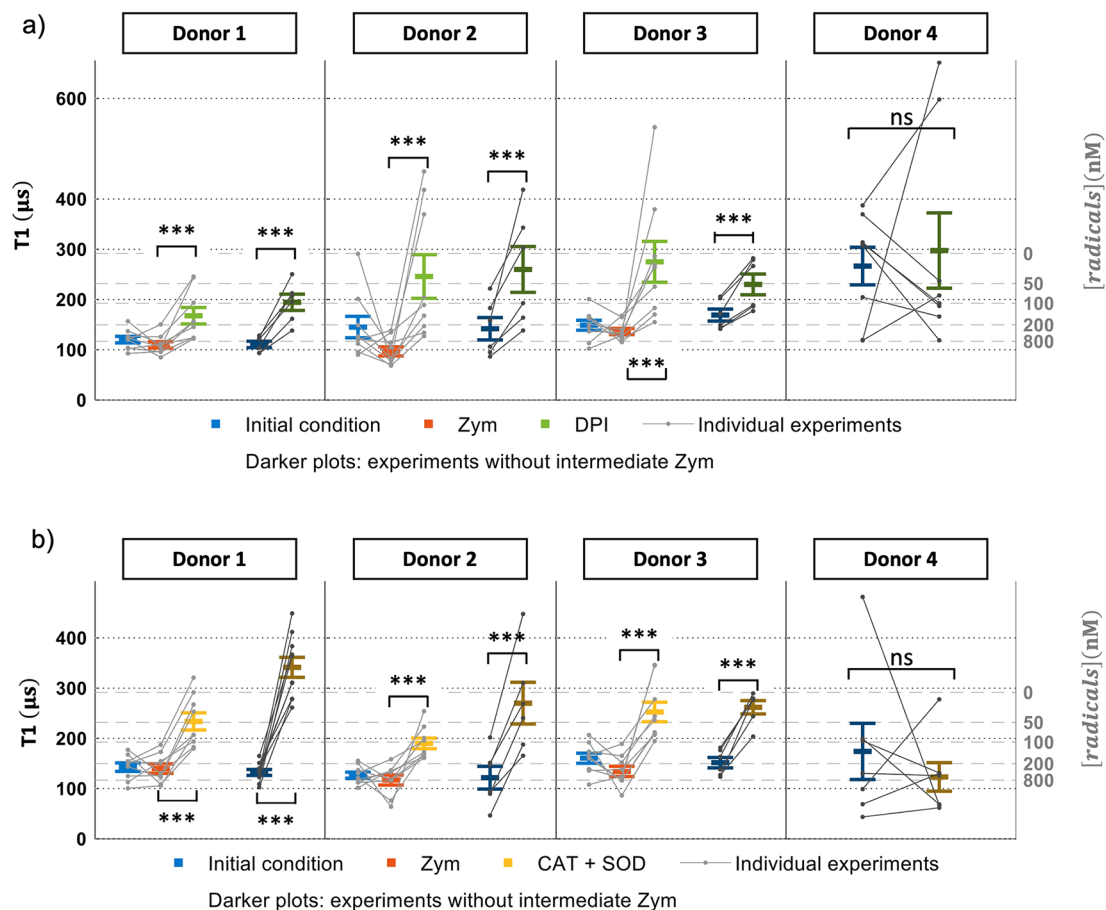 a)
Donor 1 Donor 2 Donor 3 Donor 4
T1 (µs)
600
400
300
200
100
0
*** *** *** *** *** *** *** ns
0
50
100
200
800
[radicals](nM)
Initial condition Zym DPI Individual experiments
Darker plots: experiments without intermediate Zym
b)
Donor 1 Donor 2 Donor 3 Donor 4
T1 (µs)
400
300
200
100
0
*** *** *** *** *** *** ns
0
50
100
200
800
[radicals](nM)
Initial condition Zym CAT + SOD Individual experiments
Darker plots: experiments without intermediate Zym